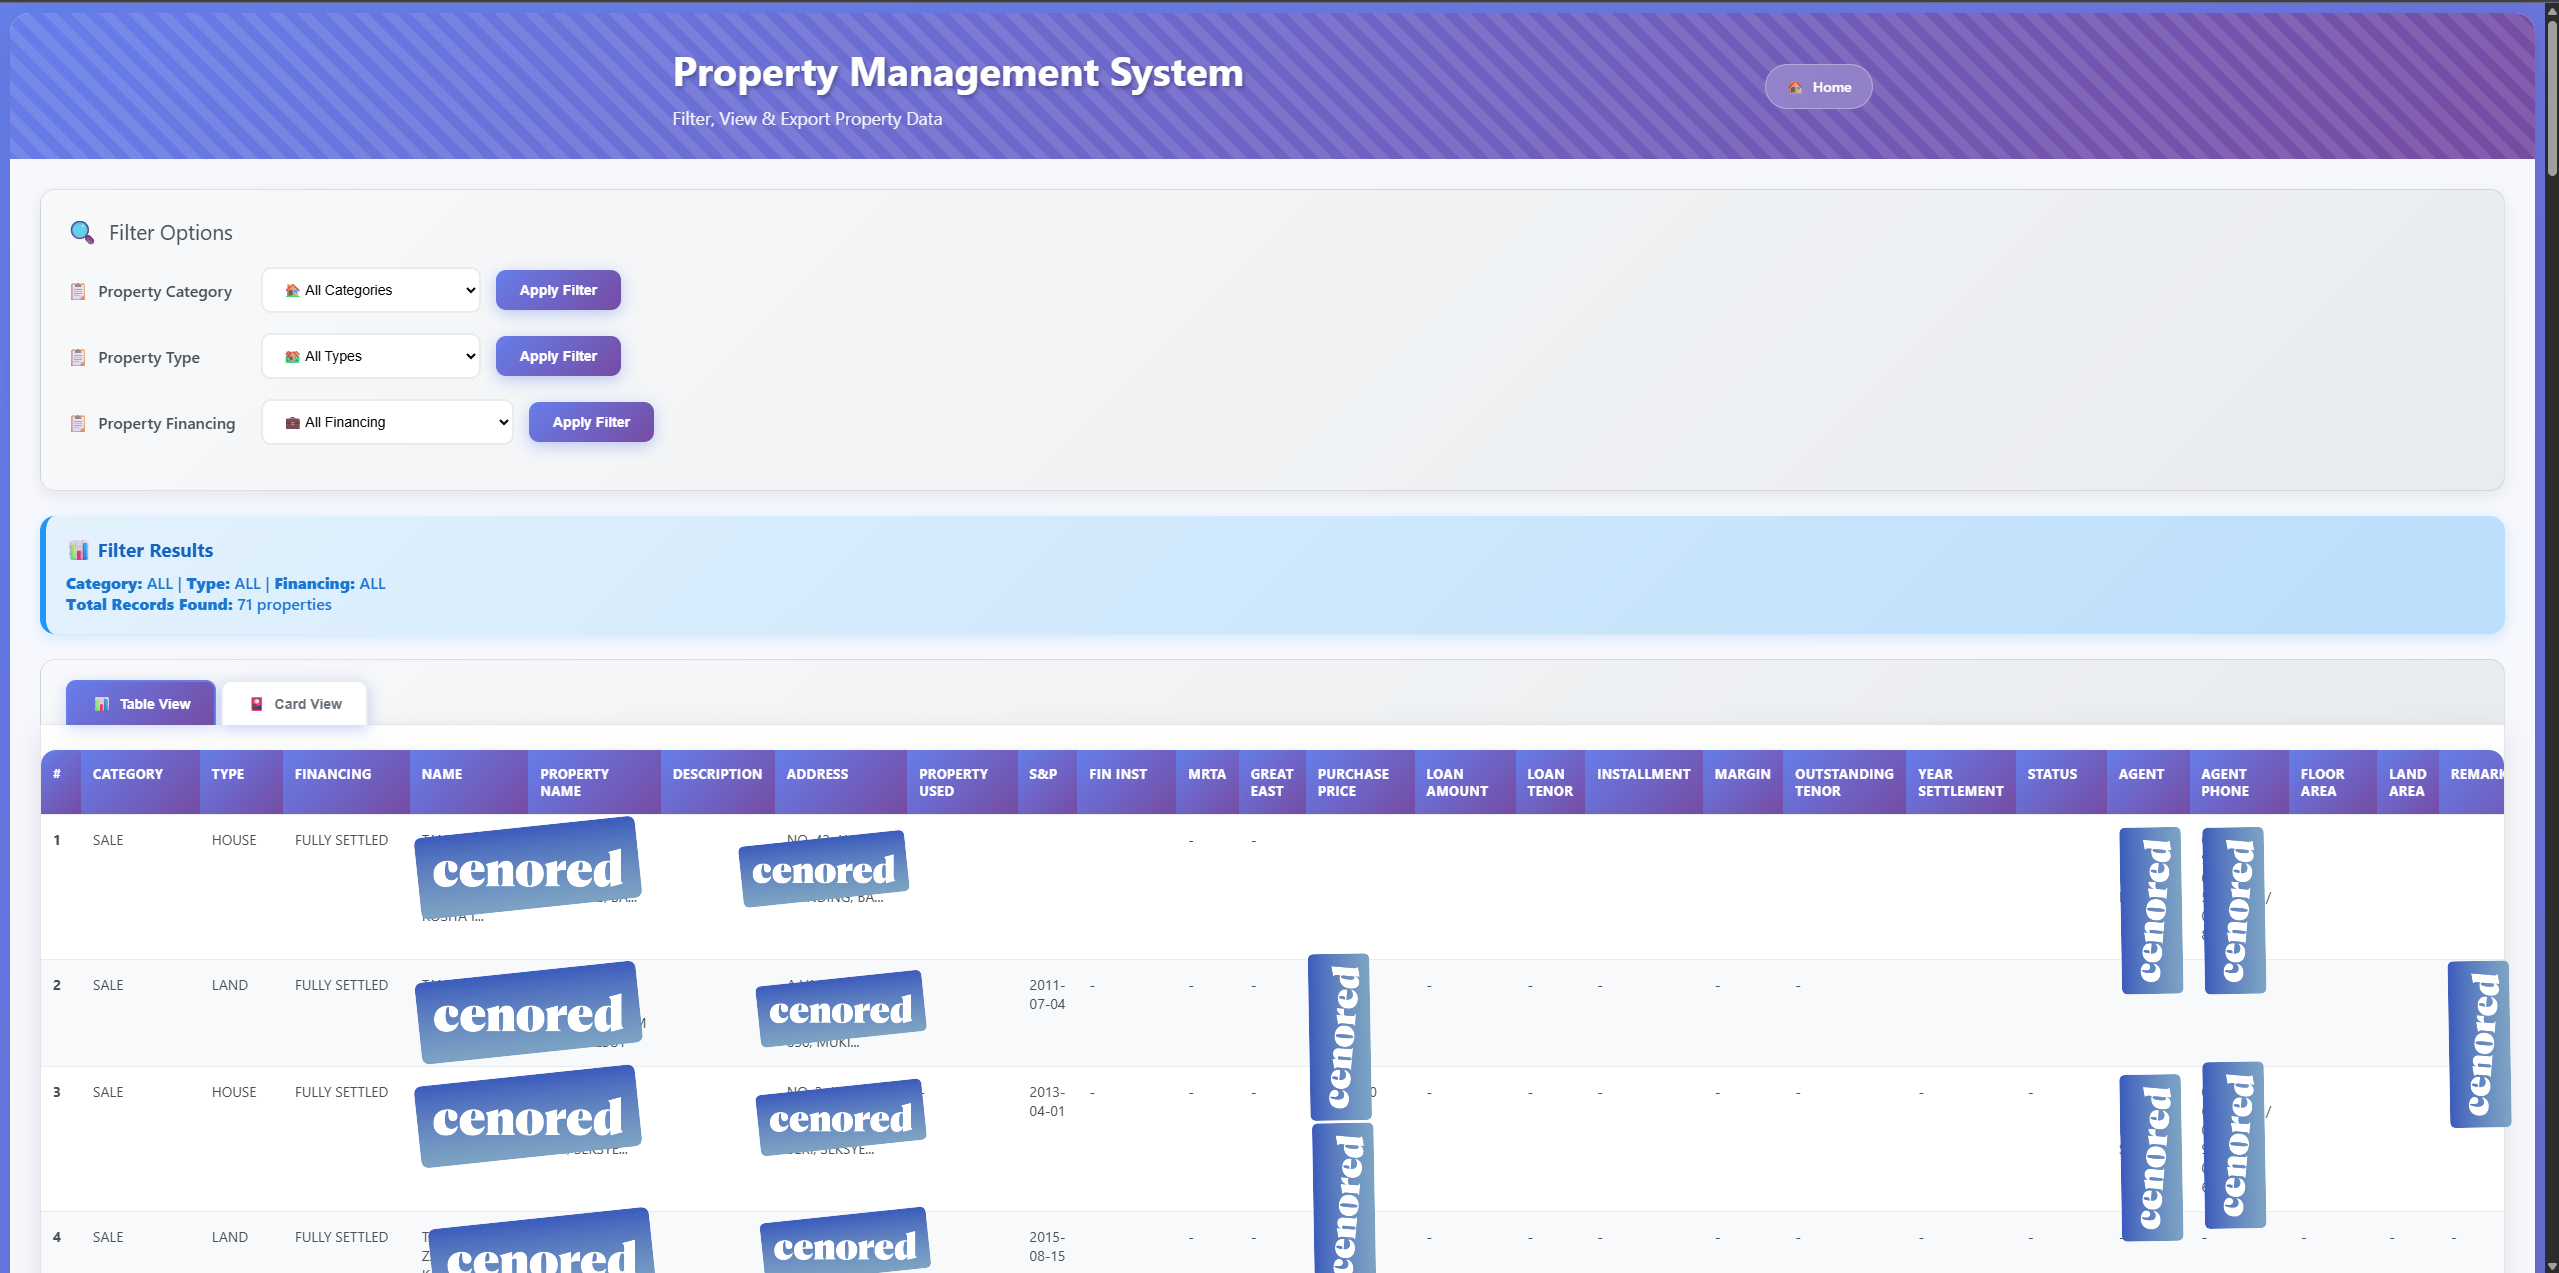 Property Management System
Filter, View & Export Property Data
Home
Filter Options
Property Category
All Categories
Apply Filter
Property Type
All Types
Apply Filter
Property Financing
All Financing
Apply Filter
Filter Results
Category: ALL | Type: ALL | Financing: ALL
Total Records Found: 71 properties
Table View
Card View
# CATEGORY TYPE FINANCING NAME PROPERTY NAME DESCRIPTION ADDRESS PROPERTY USED S&P FIN INST MRTA GREAT EAST PURCHASE PRICE LOAN AMOUNT LOAN TENOR INSTALLMENT MARGIN OUTSTANDING TENOR YEAR SETTLEMENT STATUS AGENT AGENT PHONE FLOOR AREA LAND AREA REMARK
1 SALE HOUSE FULLY SETTLED cenored cenored - - cenored cenored
2 SALE LAND FULLY SETTLED cenored cenored 2011-07-04 - - - cenored - - - - - cenored
MUKI...
3 SALE HOUSE FULLY SETTLED cenored cenored 2013-04-01 - - - cenored - - - - - - - cenored cenored
4 SALE LAND FULLY SETTLED cenored cenored 2015-08-15 - - - - - - - - - - - - - -